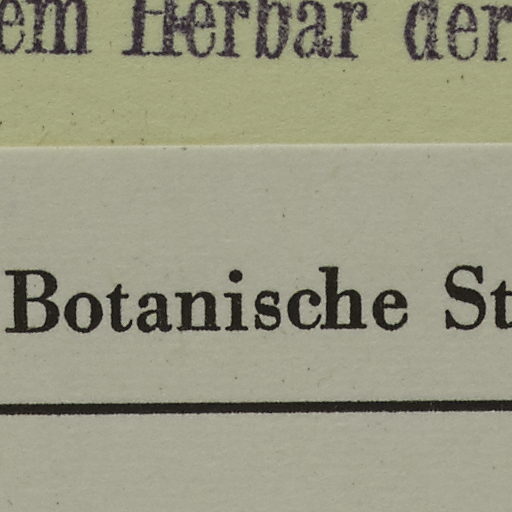 em Herbar der
Botanische St